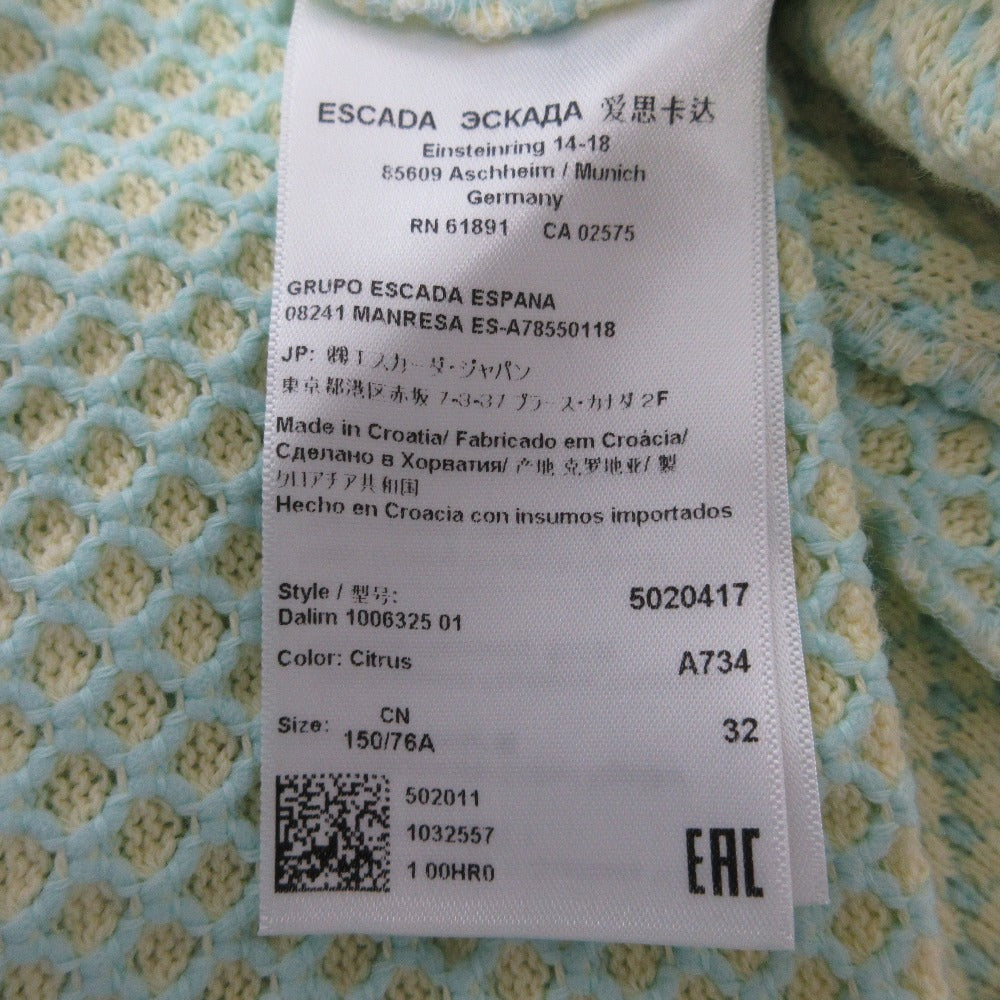 ESCADA ЭСКАДА 爱思卡达
Einsteinring 14-18
85609 Aschheim / Munich
Germany
RN 61891 CA 02575
GRUPO ESCADA ESPANA
08241 MANRESA ES-A78550118
JP: ㈱エスカーダ・ジャパン
東京都港区赤坂 7-3-37 プラース・カナダ 2F
Made in Croatia/ Fabricado em Croácia/
Сделано в Хорватия/ 产地 克罗地亚/ 製
クロアチア共和国
Hecho en Croacia con insumos importados
Style / 型号: 5020417
Dalim 1006325 01
Color: Citrus A734
Size: CN 150/76A 32
502011
1032557
1 00HR0
EAC